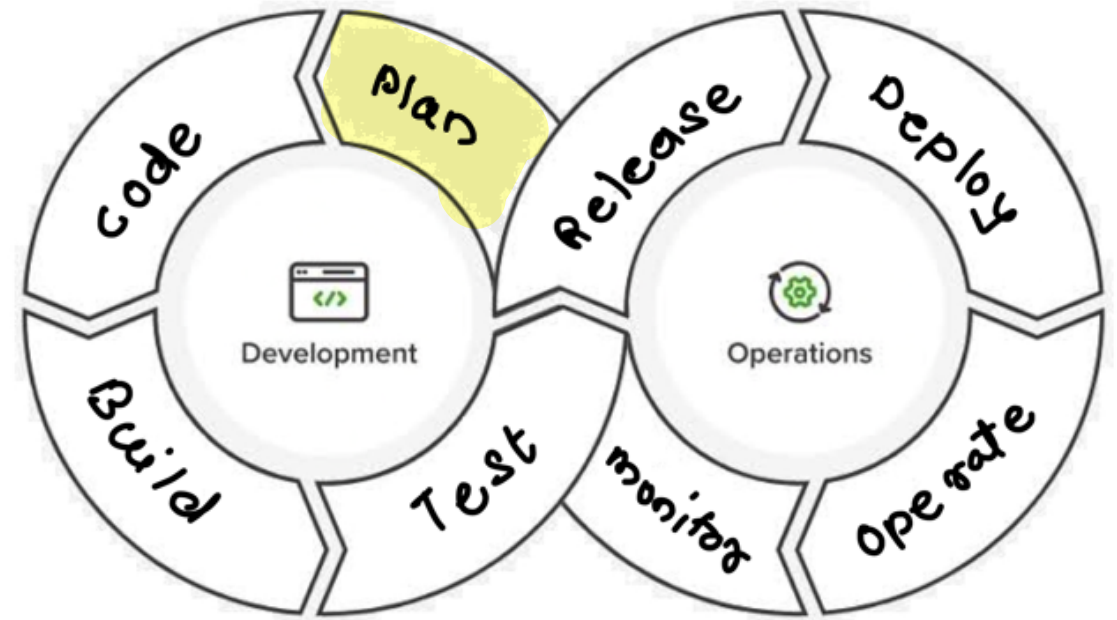 Plan
Code
Build
Test
Release
Deploy
Operate
Monitor
Development
Operations